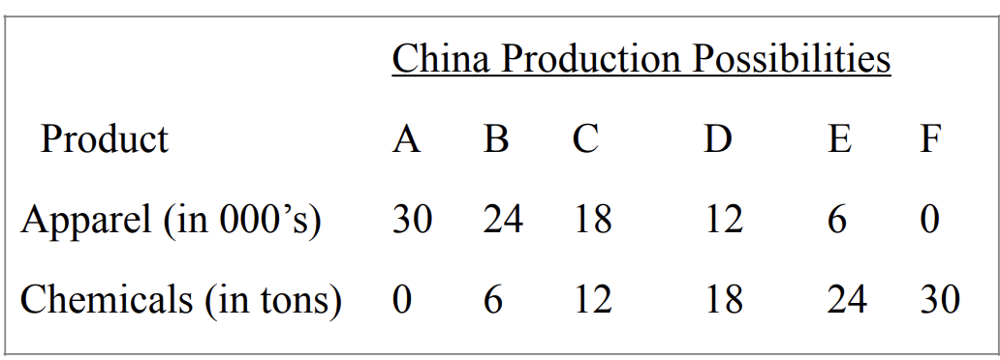 China Production Possibilities
Product A B C D E F
Apparel (in 000’s) 30 24 18 12 6 0
Chemicals (in tons) 0 6 12 18 24 30